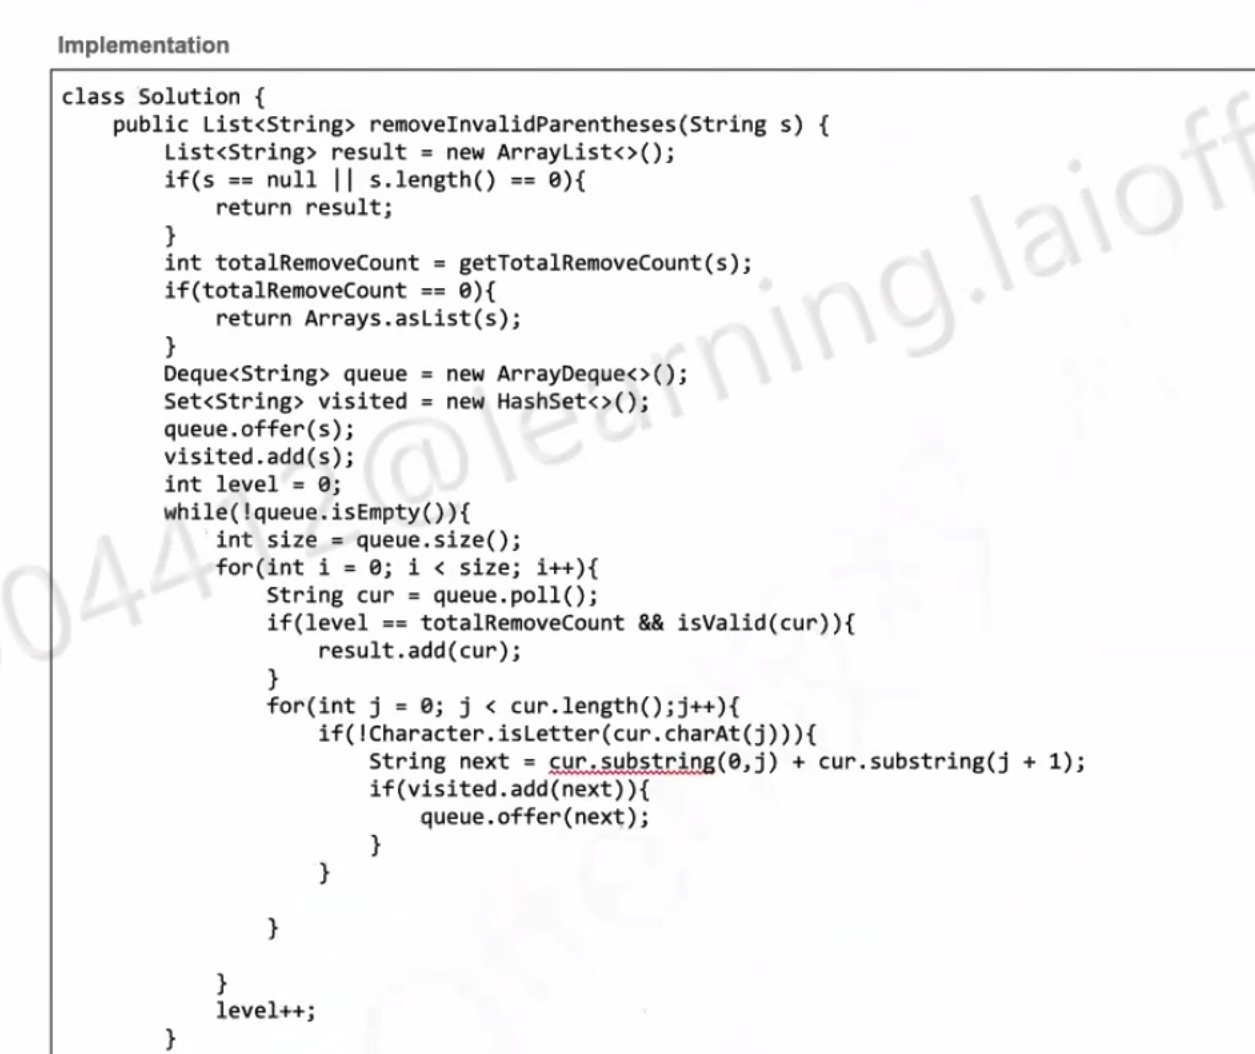 Implementation
class Solution {
    public List<String> removeInvalidParentheses(String s) {
        List<String> result = new ArrayList<>();
        if(s == null || s.length() == 0){
            return result;
        }
        int totalRemoveCount = getTotalRemoveCount(s);
        if(totalRemoveCount == 0){
            return Arrays.asList(s);
        }
        Deque<String> queue = new ArrayDeque<>();
        Set<String> visited = new HashSet<>();
        queue.offer(s);
        visited.add(s);
        int level = 0;
        while(!queue.isEmpty()){
            int size = queue.size();
            for(int i = 0; i < size; i++){
                String cur = queue.poll();
                if(level == totalRemoveCount && isValid(cur)){
                    result.add(cur);
                }
                for(int j = 0; j < cur.length();j++){
                    if(!Character.isLetter(cur.charAt(j))){
                        String next = cur.substring(0,j) + cur.substring(j + 1);
                        if(visited.add(next)){
                            queue.offer(next);
                        }
                    }
                }
            }
            level++;
        }
04412@learning.laioff